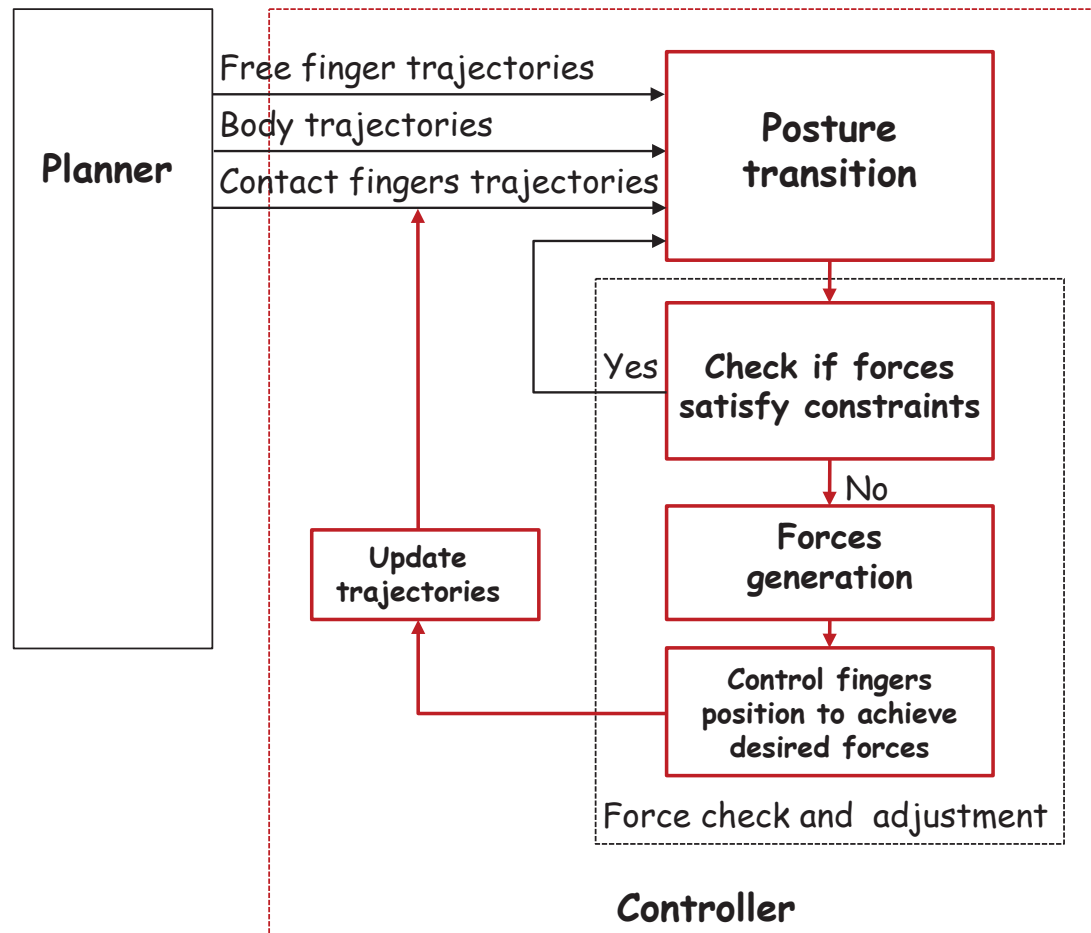 Planner
Free finger trajectories
Body trajectories
Contact fingers trajectories
Posture
transition
Yes
Check if forces
satisfy constraints
No
Forces
generation
Update
trajectories
Control fingers
position to achieve
desired forces
Force check and adjustment
Controller